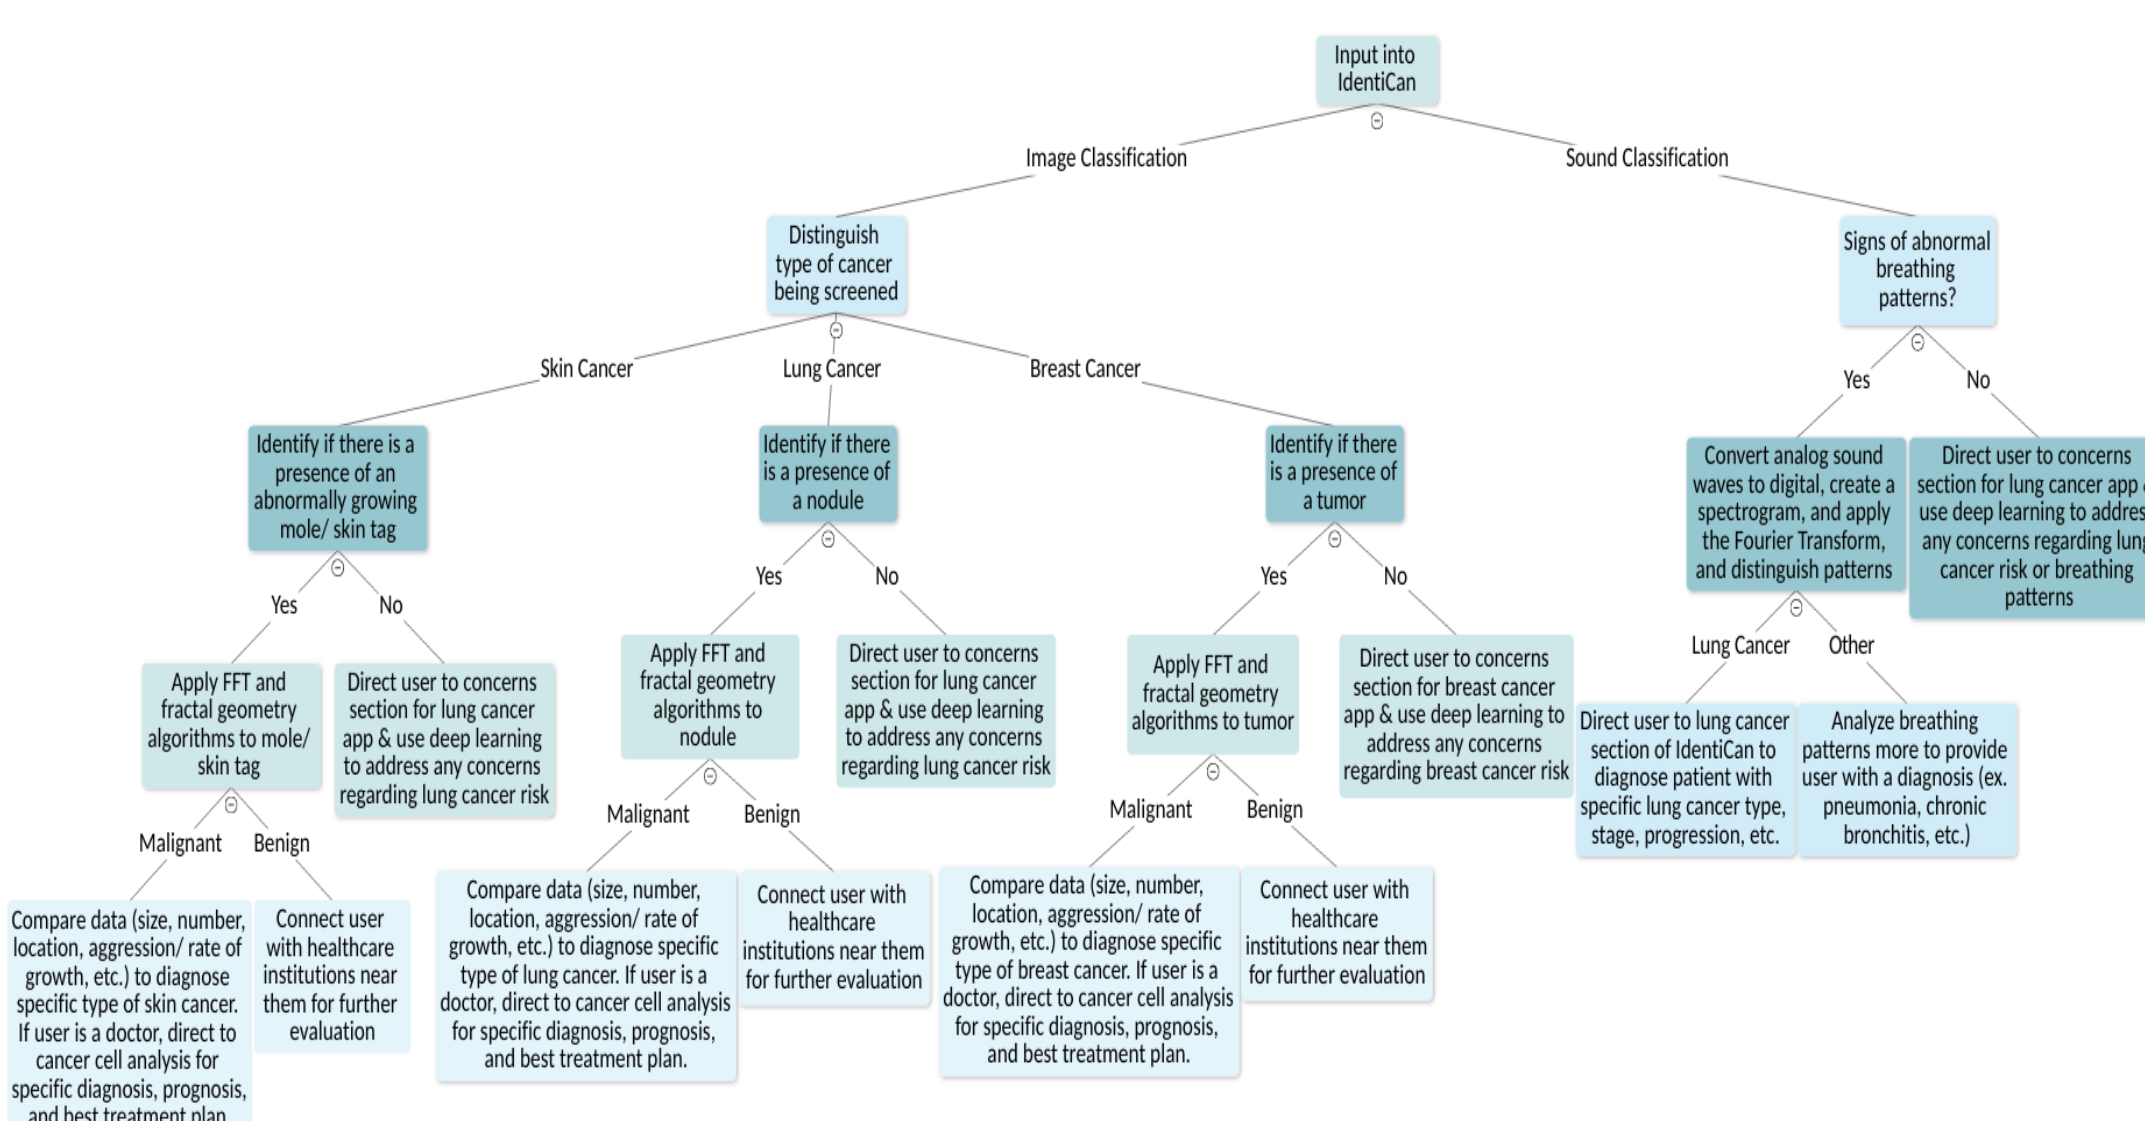 Input into
IdentiCan
Image Classification
Sound Classification
Distinguish
type of cancer
being screened
Signs of abnormal
breathing
patterns?
Skin Cancer
Lung Cancer
Breast Cancer
Yes
No
Identify if there is a
presence of an
abnormally growing
mole/ skin tag
Identify if there
is a presence of
a nodule
Identify if there
is a presence of
a tumor
Convert analog sound
waves to digital, create a
spectrogram, and apply
the Fourier Transform,
and distinguish patterns
Direct user to concerns
section for lung cancer app
use deep learning to
any concerns regarding
cancer risk or breathing
patterns
Yes
No
Yes
No
Yes
No
Lung Cancer
Other
Apply FFT and
fractal geometry
algorithms to mole/
skin tag
Direct user to concerns
section for lung cancer
app & use deep learning
to address any concerns
regarding lung cancer risk
Apply FFT and
fractal geometry
algorithms to
nodule
Direct user to concerns
section for lung cancer
app & use deep learning
to address any concerns
regarding lung cancer risk
Apply FFT and
fractal geometry
algorithms to tumor
Direct user to concerns
section for breast cancer
app & use deep learning to
address any concerns
regarding breast cancer risk
Direct user to lung cancer
section of IdentiCan to
diagnose patient with
specific lung cancer type,
stage, progression, etc.
Analyze breathing
patterns more to provide
user with a diagnosis (ex.
pneumonia, chronic
bronchitis, etc.)
Malignant
Benign
Malignant
Benign
Malignant
Benign
Compare data (size, number,
location, aggression/ rate of
growth, etc.) to diagnose
specific type of skin cancer.
If user is a doctor, direct to
cancer cell analysis for
specific diagnosis, prognosis,
and best treatment plan
Connect user
with healthcare
institutions near
them for further
evaluation
Compare data (size, number,
location, aggression/ rate of
growth, etc.) to diagnose specific
type of lung cancer. If user is a
doctor, direct to cancer cell analysis
for specific diagnosis, prognosis,
and best treatment plan.
Connect user with
healthcare
institutions near them
for further evaluation
Compare data (size, number,
location, aggression/ rate of
growth, etc.) to diagnose specific
type of breast cancer. If user is a
doctor, direct to cancer cell analysis
for specific diagnosis, prognosis,
and best treatment plan.
Connect user with
healthcare
institutions near them
for further evaluation